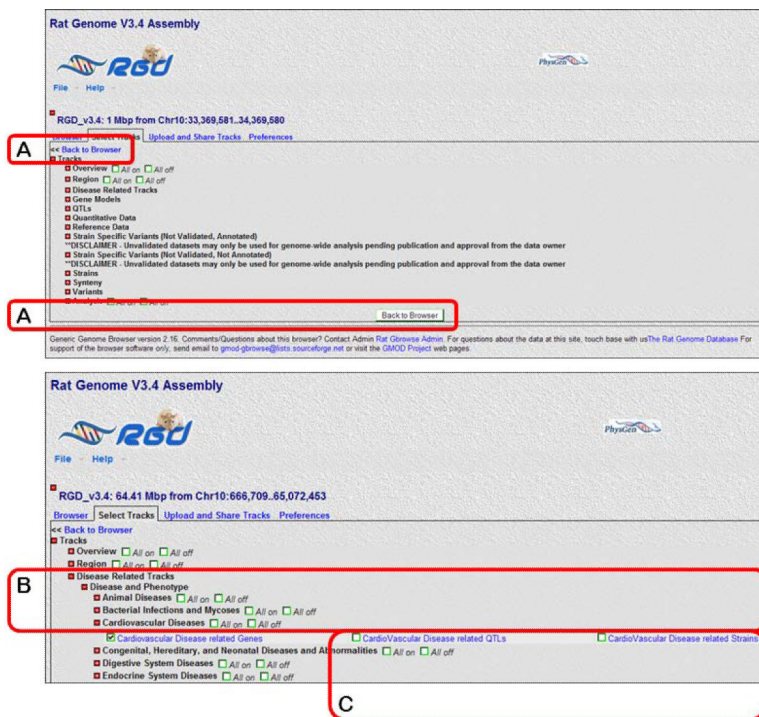 Rat Genome V3.4 Assembly
RGD
PhysGen
File - Help -
RGD_v3.4: 1 Mbp from Chr10:33,369,581..34,369,580
Browser Select Tracks Upload and Share Tracks Preferences
A
<< Back to Browser
Tracks
Overview All on All off
Region All on All off
Disease Related Tracks
Gene Models
QTLs
Quantitative Data
Reference Data
Strain Specific Variants (Not Validated, Annotated)
**DISCLAIMER - Unvalidated datasets may only be used for genome-wide analysis pending publication and approval from the data owner
Strain Specific Variants (Not Validated, Not Annotated)
**DISCLAIMER - Unvalidated datasets may only be used for genome-wide analysis pending publication and approval from the data owner
Strains
Synteny
Variants
Analysis All on All off
A
Back to Browser
Generic Genome Browser version 2.16. Comments/Questions about this browser? Contact Admin Rat Gbrowse Admin. For questions about the data at this site, touch base with usThe Rat Genome Database For
support of the browser software only, send email to gmod-gbrowse@lists.sourceforge.net or visit the GMOD Project web pages.
Rat Genome V3.4 Assembly
RGD
PhysGen
File - Help -
RGD_v3.4: 64.41 Mbp from Chr10:666,709..65,072,453
Browser Select Tracks Upload and Share Tracks Preferences
<< Back to Browser
Tracks
Overview All on All off
Region All on All off
B
Disease Related Tracks
Disease and Phenotype
Animal Diseases All on All off
Bacterial Infections and Mycoses All on All off
Cardiovascular Diseases All on All off
Cardiovascular Disease related Genes CardioVascular Disease related QTLs CardioVascular Disease related Strains
Congenital, Hereditary, and Neonatal Diseases and Abnormalities All on All off
Digestive System Diseases All on All off
Endocrine System Diseases All on All off
C